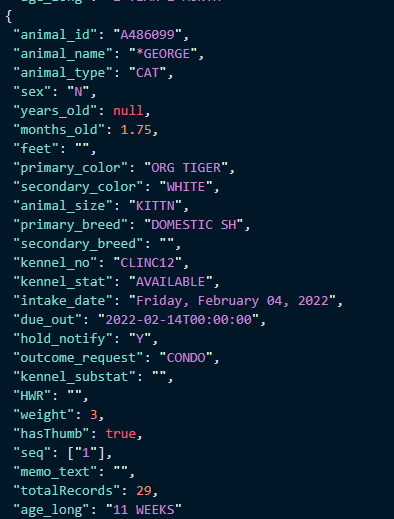 {
"animal_id": "A486099",
"animal_name": "*GEORGE",
"animal_type": "CAT",
"sex": "N",
"years_old": null,
"months_old": 1.75,
"feet": "",
"primary_color": "ORG TIGER",
"secondary_color": "WHITE",
"animal_size": "KITTN",
"primary_breed": "DOMESTIC SH",
"secondary_breed": "",
"kennel_no": "CLINC12",
"kennel_stat": "AVAILABLE",
"intake_date": "Friday, February 04, 2022",
"due_out": "2022-02-14T00:00:00",
"hold_notify": "Y",
"outcome_request": "CONDO",
"kennel_substat": "",
"HWR": "",
"weight": 3,
"hasThumb": true,
"seq": ["1"],
"memo_text": "",
"totalRecords": 29,
"age_long": "11 WEEKS"